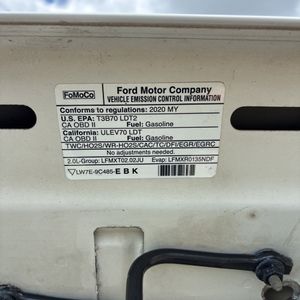 FoMoCo
Ford Motor Company
VEHICLE EMISSION CONTROL INFORMATION
Conforms to regulations: 2020 MY
U.S. EPA: T3B70 LDT2
CA OBD II Fuel: Gasoline
California: ULEV70 LDT
CA OBD II Fuel: Gasoline
TWC/HO2S/WR-HO2S/CAC/TC/DFI/EGR/EGRC
No adjustments needed.
2.0L-Group: LFMXT02.02JU Evap: LFMXR0135NDF
LW7E-9C485-EBK